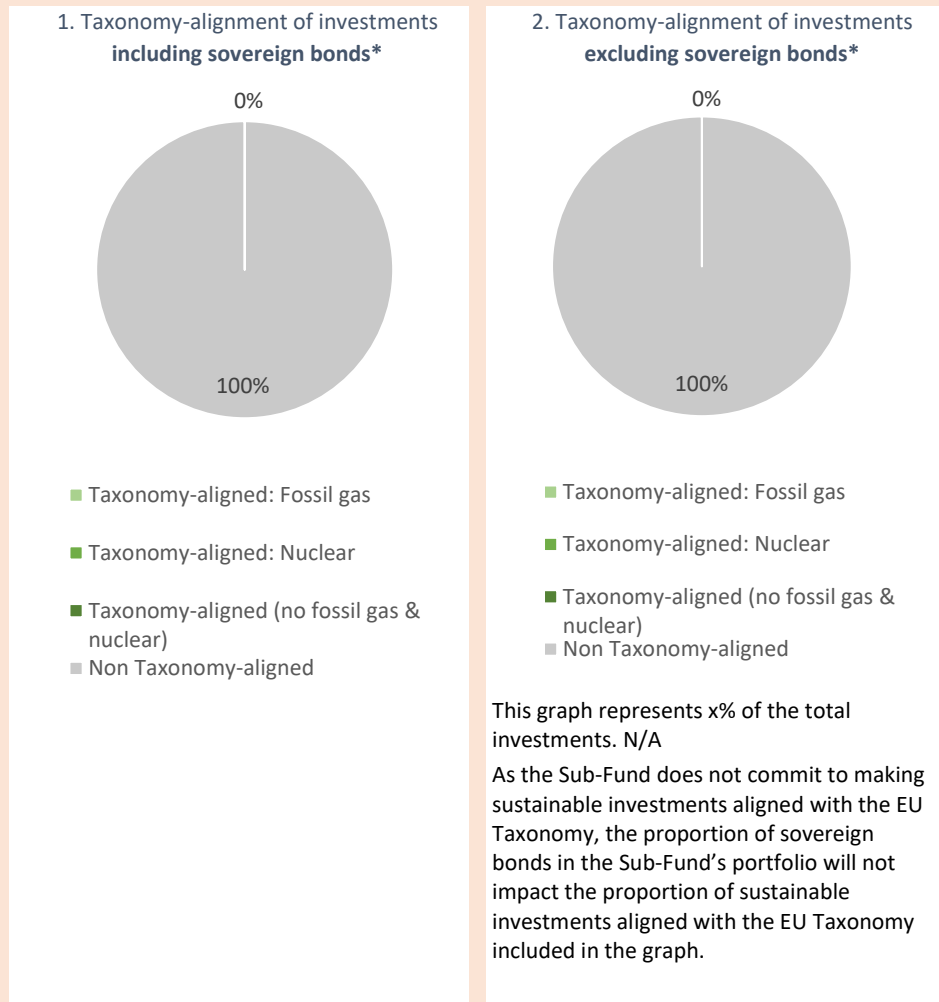 1. Taxonomy-alignment of investments
including sovereign bonds*
0%
100%
Taxonomy-aligned: Fossil gas
Taxonomy-aligned: Nuclear
Taxonomy-aligned (no fossil gas &
nuclear)
Non Taxonomy-aligned
2. Taxonomy-alignment of investments
excluding sovereign bonds*
0%
100%
Taxonomy-aligned: Fossil gas
Taxonomy-aligned: Nuclear
Taxonomy-aligned (no fossil gas &
nuclear)
Non Taxonomy-aligned
This graph represents x% of the total
investments. N/A
As the Sub-Fund does not commit to making
sustainable investments aligned with the EU
Taxonomy, the proportion of sovereign
bonds in the Sub-Fund’s portfolio will not
impact the proportion of sustainable
investments aligned with the EU Taxonomy
included in the graph.